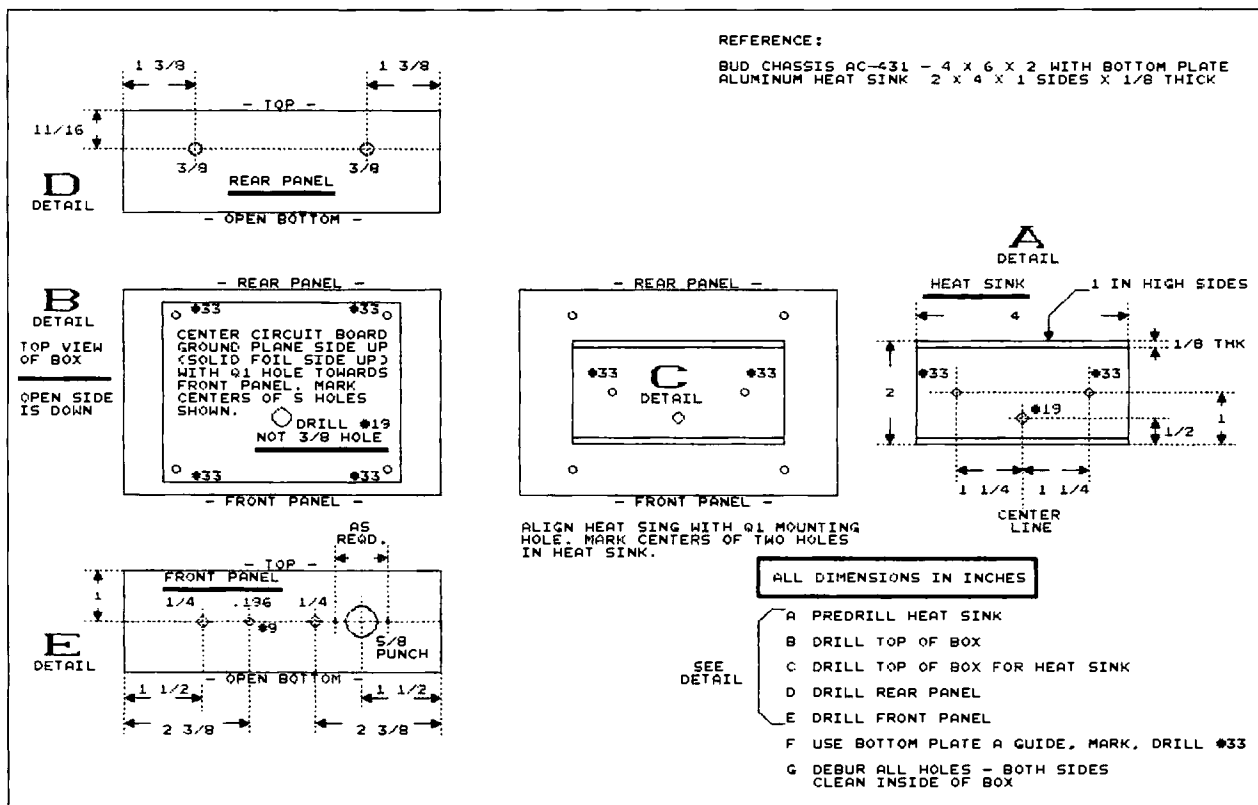 REFERENCE:
BUD CHASSIS AC-431 - 4 X 6 X 2 WITH BOTTOM PLATE
ALUMINUM HEAT SINK 2 X 4 X 1 SIDES X 1/8 THICK
1 3/8
1 3/8
- TOP -
11/16
3/8
3/8
D
DETAIL
REAR PANEL
- OPEN BOTTOM -
B
DETAIL
TOP VIEW
OF BOX
OPEN SIDE
IS DOWN
- REAR PANEL -
#33
#33
CENTER CIRCUIT BOARD
GROUND PLANE SIDE UP
(SOLID FOIL SIDE UP)
WITH Q1 HOLE TOWARDS
FRONT PANEL. MARK
CENTERS OF 5 HOLES
SHOWN.
DRILL #19
NOT 3/8 HOLE
#33
#33
- FRONT PANEL -
- REAR PANEL -
#33
#33
C
DETAIL
- FRONT PANEL -
ALIGN HEAT SING WITH Q1 MOUNTING
HOLE. MARK CENTERS OF TWO HOLES
IN HEAT SINK.
A
DETAIL
HEAT SINK
1 IN HIGH SIDES
4
1/8 THK
#33
#33
2
#19
1
1/2
1 1/4
1 1/4
CENTER
LINE
AS
REQD.
- TOP -
FRONT PANEL
1
1/4
.196
1/4
#9
5/8
PUNCH
E
DETAIL
- OPEN BOTTOM -
1 1/2
1 1/2
2 3/8
2 3/8
ALL DIMENSIONS IN INCHES
SEE
DETAIL
A PREDRILL HEAT SINK
B DRILL TOP OF BOX
C DRILL TOP OF BOX FOR HEAT SINK
D DRILL REAR PANEL
E DRILL FRONT PANEL
F USE BOTTOM PLATE A GUIDE, MARK, DRILL #33
G DEBUR ALL HOLES - BOTH SIDES
CLEAN INSIDE OF BOX